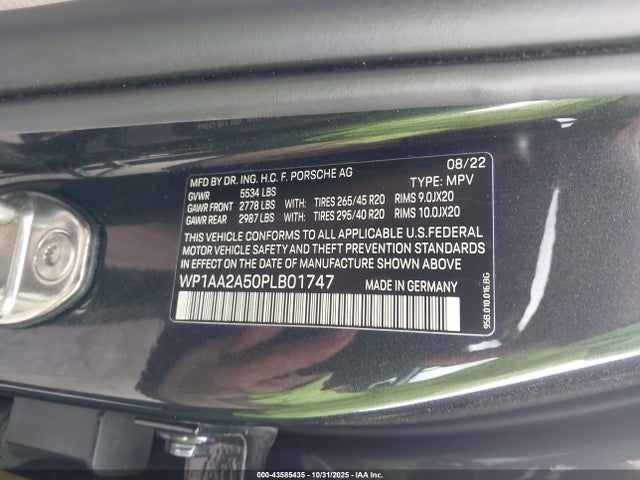 MFD BY DR. ING. H.C. F. PORSCHE AG 08/22
GVWR 5534 LBS TYPE: MPV
GAWR FRONT 2778 LBS WITH: TIRES 265/45 R20 RIMS 9.0JX20
GAWR REAR 2987 LBS WITH: TIRES 295/40 R20 RIMS 10.0JX20
THIS VEHICLE CONFORMS TO ALL APPLICABLE U.S.FEDERAL
MOTOR VEHICLE SAFETY AND THEFT PREVENTION STANDARDS
IN EFFECT ON THE DATE OF MANUFACTURE SHOWN ABOVE.
WP1AA2A50PLB01747 MADE IN GERMANY
95B.010.016.BG
000-43585435 - 10/31/2025 - IAAI.COM